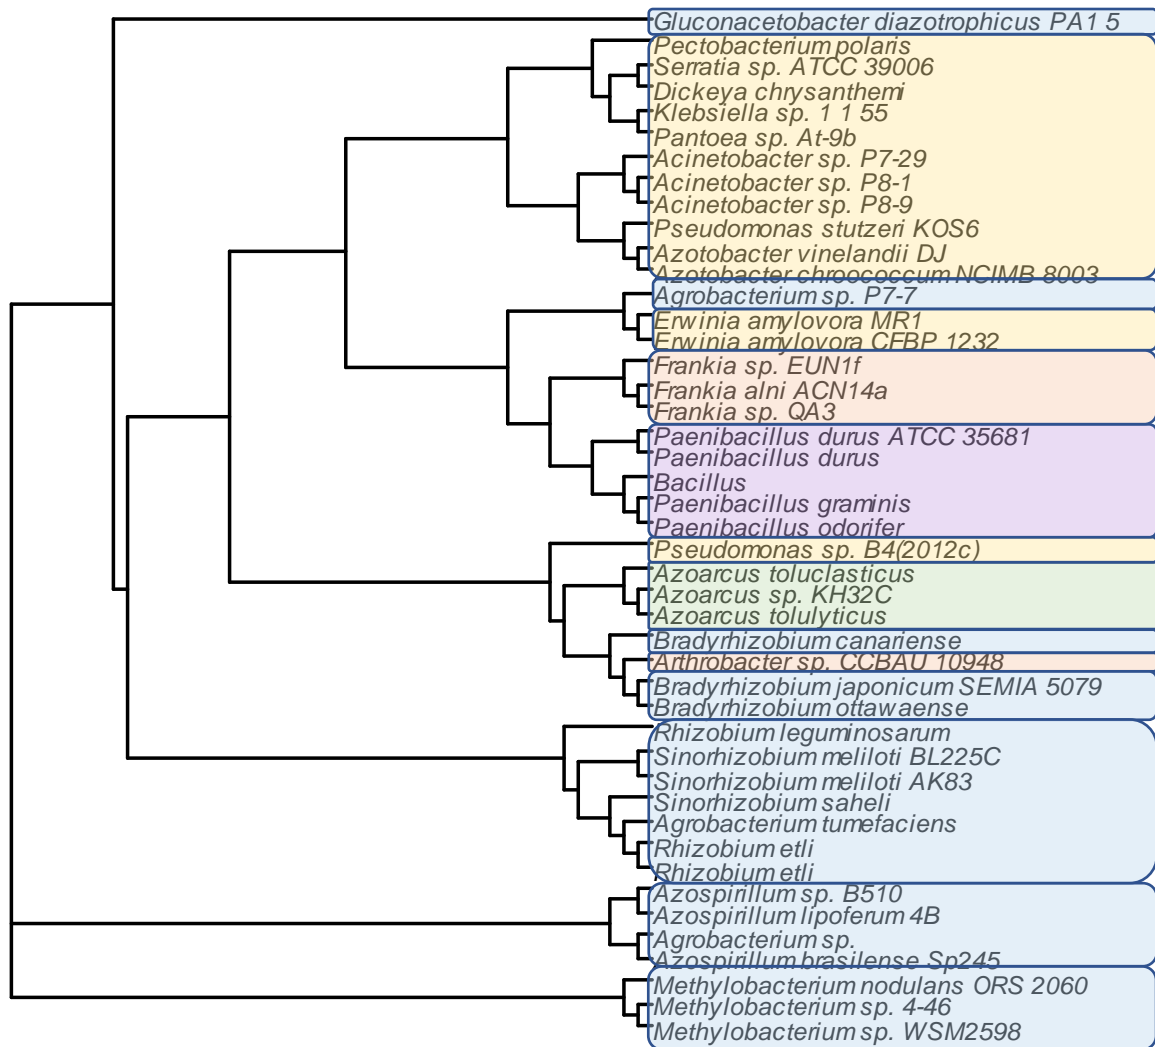 Gluconacetobacter diazotrophicus PA1 5
Pectobacterium polaris
Serratia sp. ATCC 39006
Dickeya chrysanthemi
Klebsiella sp. 1 1 55
Pantoea sp. At-9b
Acinetobacter sp. P7-29
Acinetobacter sp. P8-1
Acinetobacter sp. P8-9
Pseudomonas stutzeri KOS6
Azotobacter vinelandii DJ
Azotobacter chroococcum NCIMB 8003
Agrobacterium sp. P7-7
Erwinia amylovora MR1
Erwinia amylovora CFBP 1232
Frankia sp. EUN1f
Frankia alni ACN14a
Frankia sp. QA3
Paenibacillus durus ATCC 35681
Paenibacillus durus
Bacillus
Paenibacillus graminis
Paenibacillus odorifer
Pseudomonas sp. B4(2012c)
Azoarcus toluclasticus
Azoarcus sp. KH32C
Azoarcus tolulyticus
Bradyrhizobium canariense
Arthrobacter sp. CCBAU 10948
Bradyrhizobium japonicum SEMIA 5079
Bradyrhizobium ottawaense
Rhizobium leguminosarum
Sinorhizobium meliloti BL225C
Sinorhizobium meliloti AK83
Sinorhizobium saheli
Agrobacterium tumefaciens
Rhizobium etli
Rhizobium etli
Azospirillum sp. B510
Azospirillum lipoferum 4B
Agrobacterium sp.
Azospirillum brasilense Sp245
Methylobacterium nodulans ORS 2060
Methylobacterium sp. 4-46
Methylobacterium sp. WSM2598